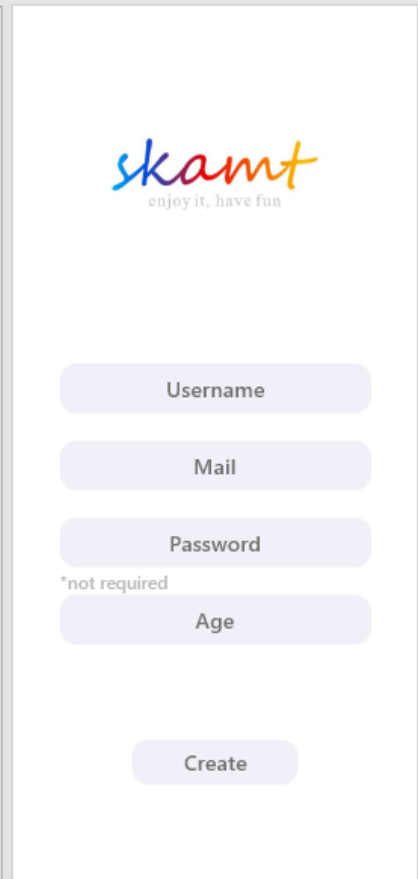 skamt
enjoy it, have fun
Username
Mail
Password
*not required
Age
Create